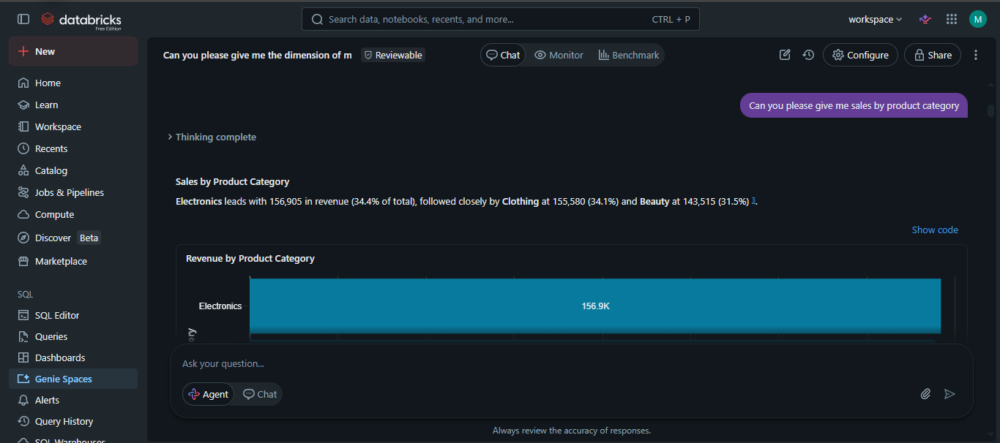 databricks
Free Edition
Search data, notebooks, recents, and more...
CTRL + P
workspace
M
New
Home
Learn
Workspace
Recents
Catalog
Jobs & Pipelines
Compute
Discover Beta
Marketplace
SQL
SQL Editor
Queries
Dashboards
Genie Spaces
Alerts
Query History
SQL Warehouses
Can you please give me the dimension of m
Reviewable
Chat
Monitor
Benchmark
Configure
Share
Can you please give me sales by product category
Thinking complete
Sales by Product Category
Electronics leads with 156,905 in revenue (34.4% of total), followed closely by Clothing at 155,580 (34.1%) and Beauty at 143,515 (31.5%) 3.
Show code
Revenue by Product Category
Electronics
156.9K
Ask your question...
Agent
Chat
Always review the accuracy of responses.